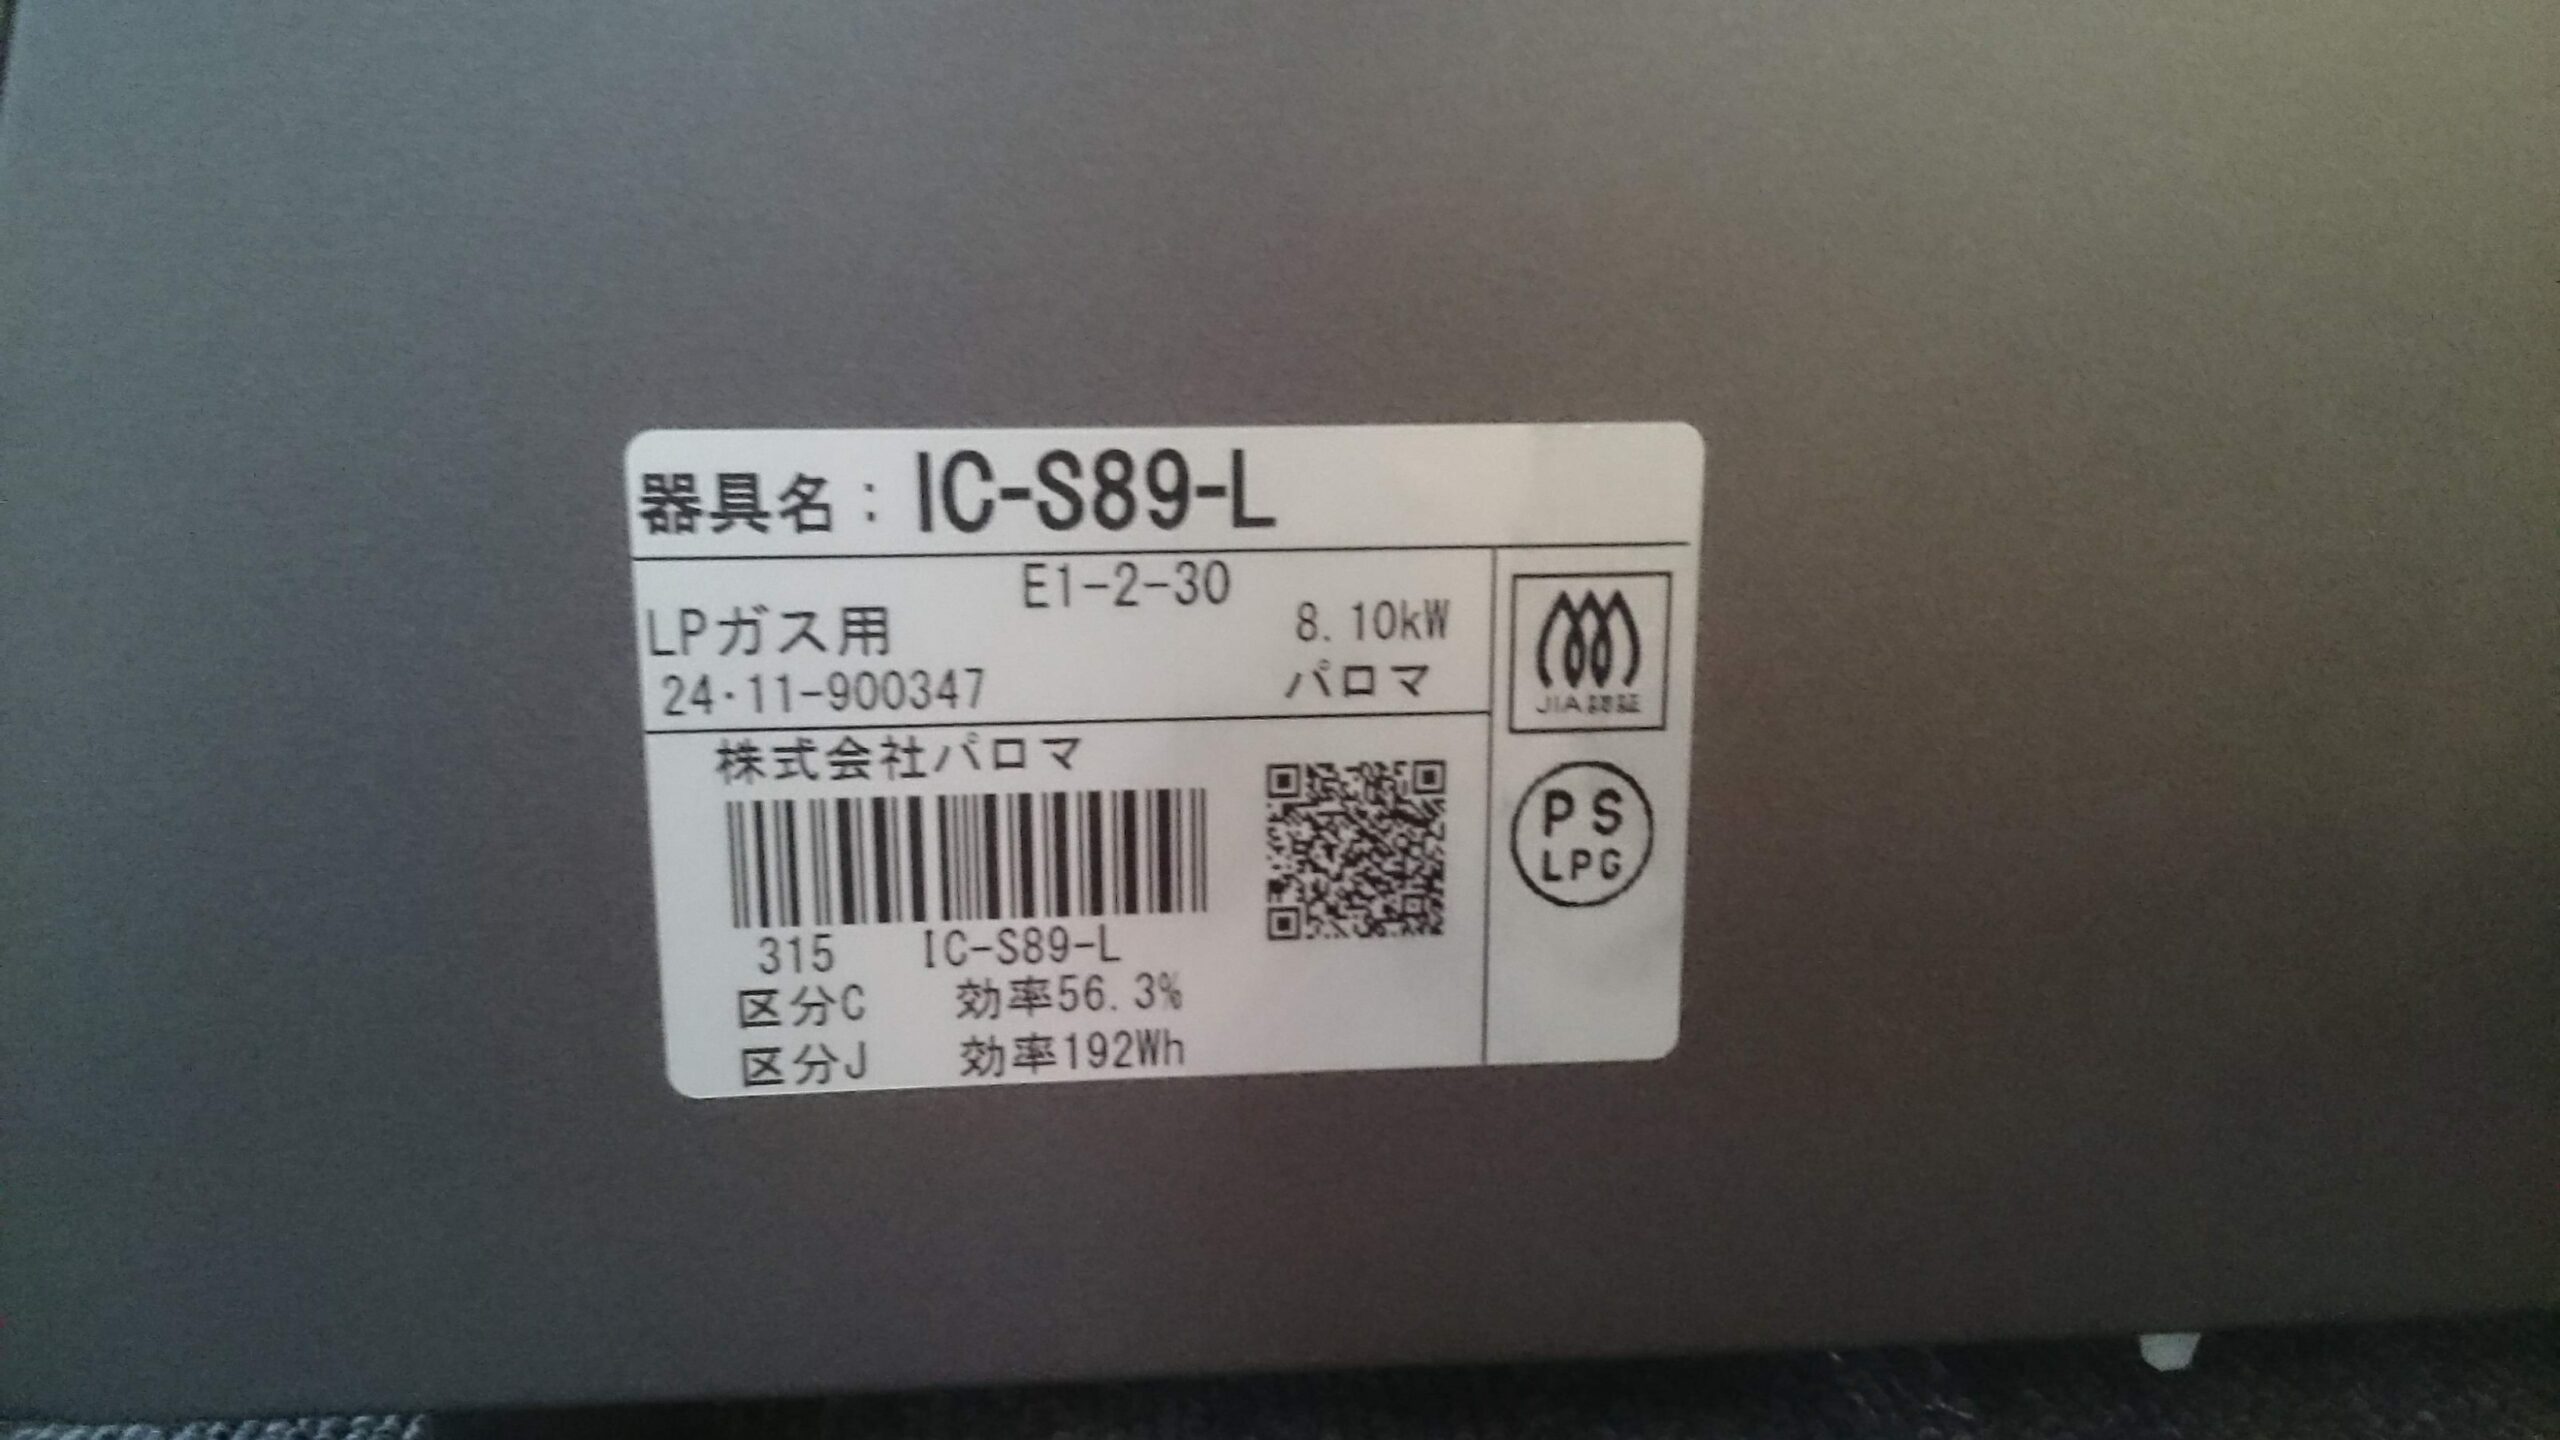 器具名：IC-S89-L
E1-2-30
LPガス用 8.10kW
24・11-900347 パロマ
JIA認証
株式会社パロマ
PS
LPG
315 IC-S89-L
区分C 効率56.3%
区分J 効率192Wh